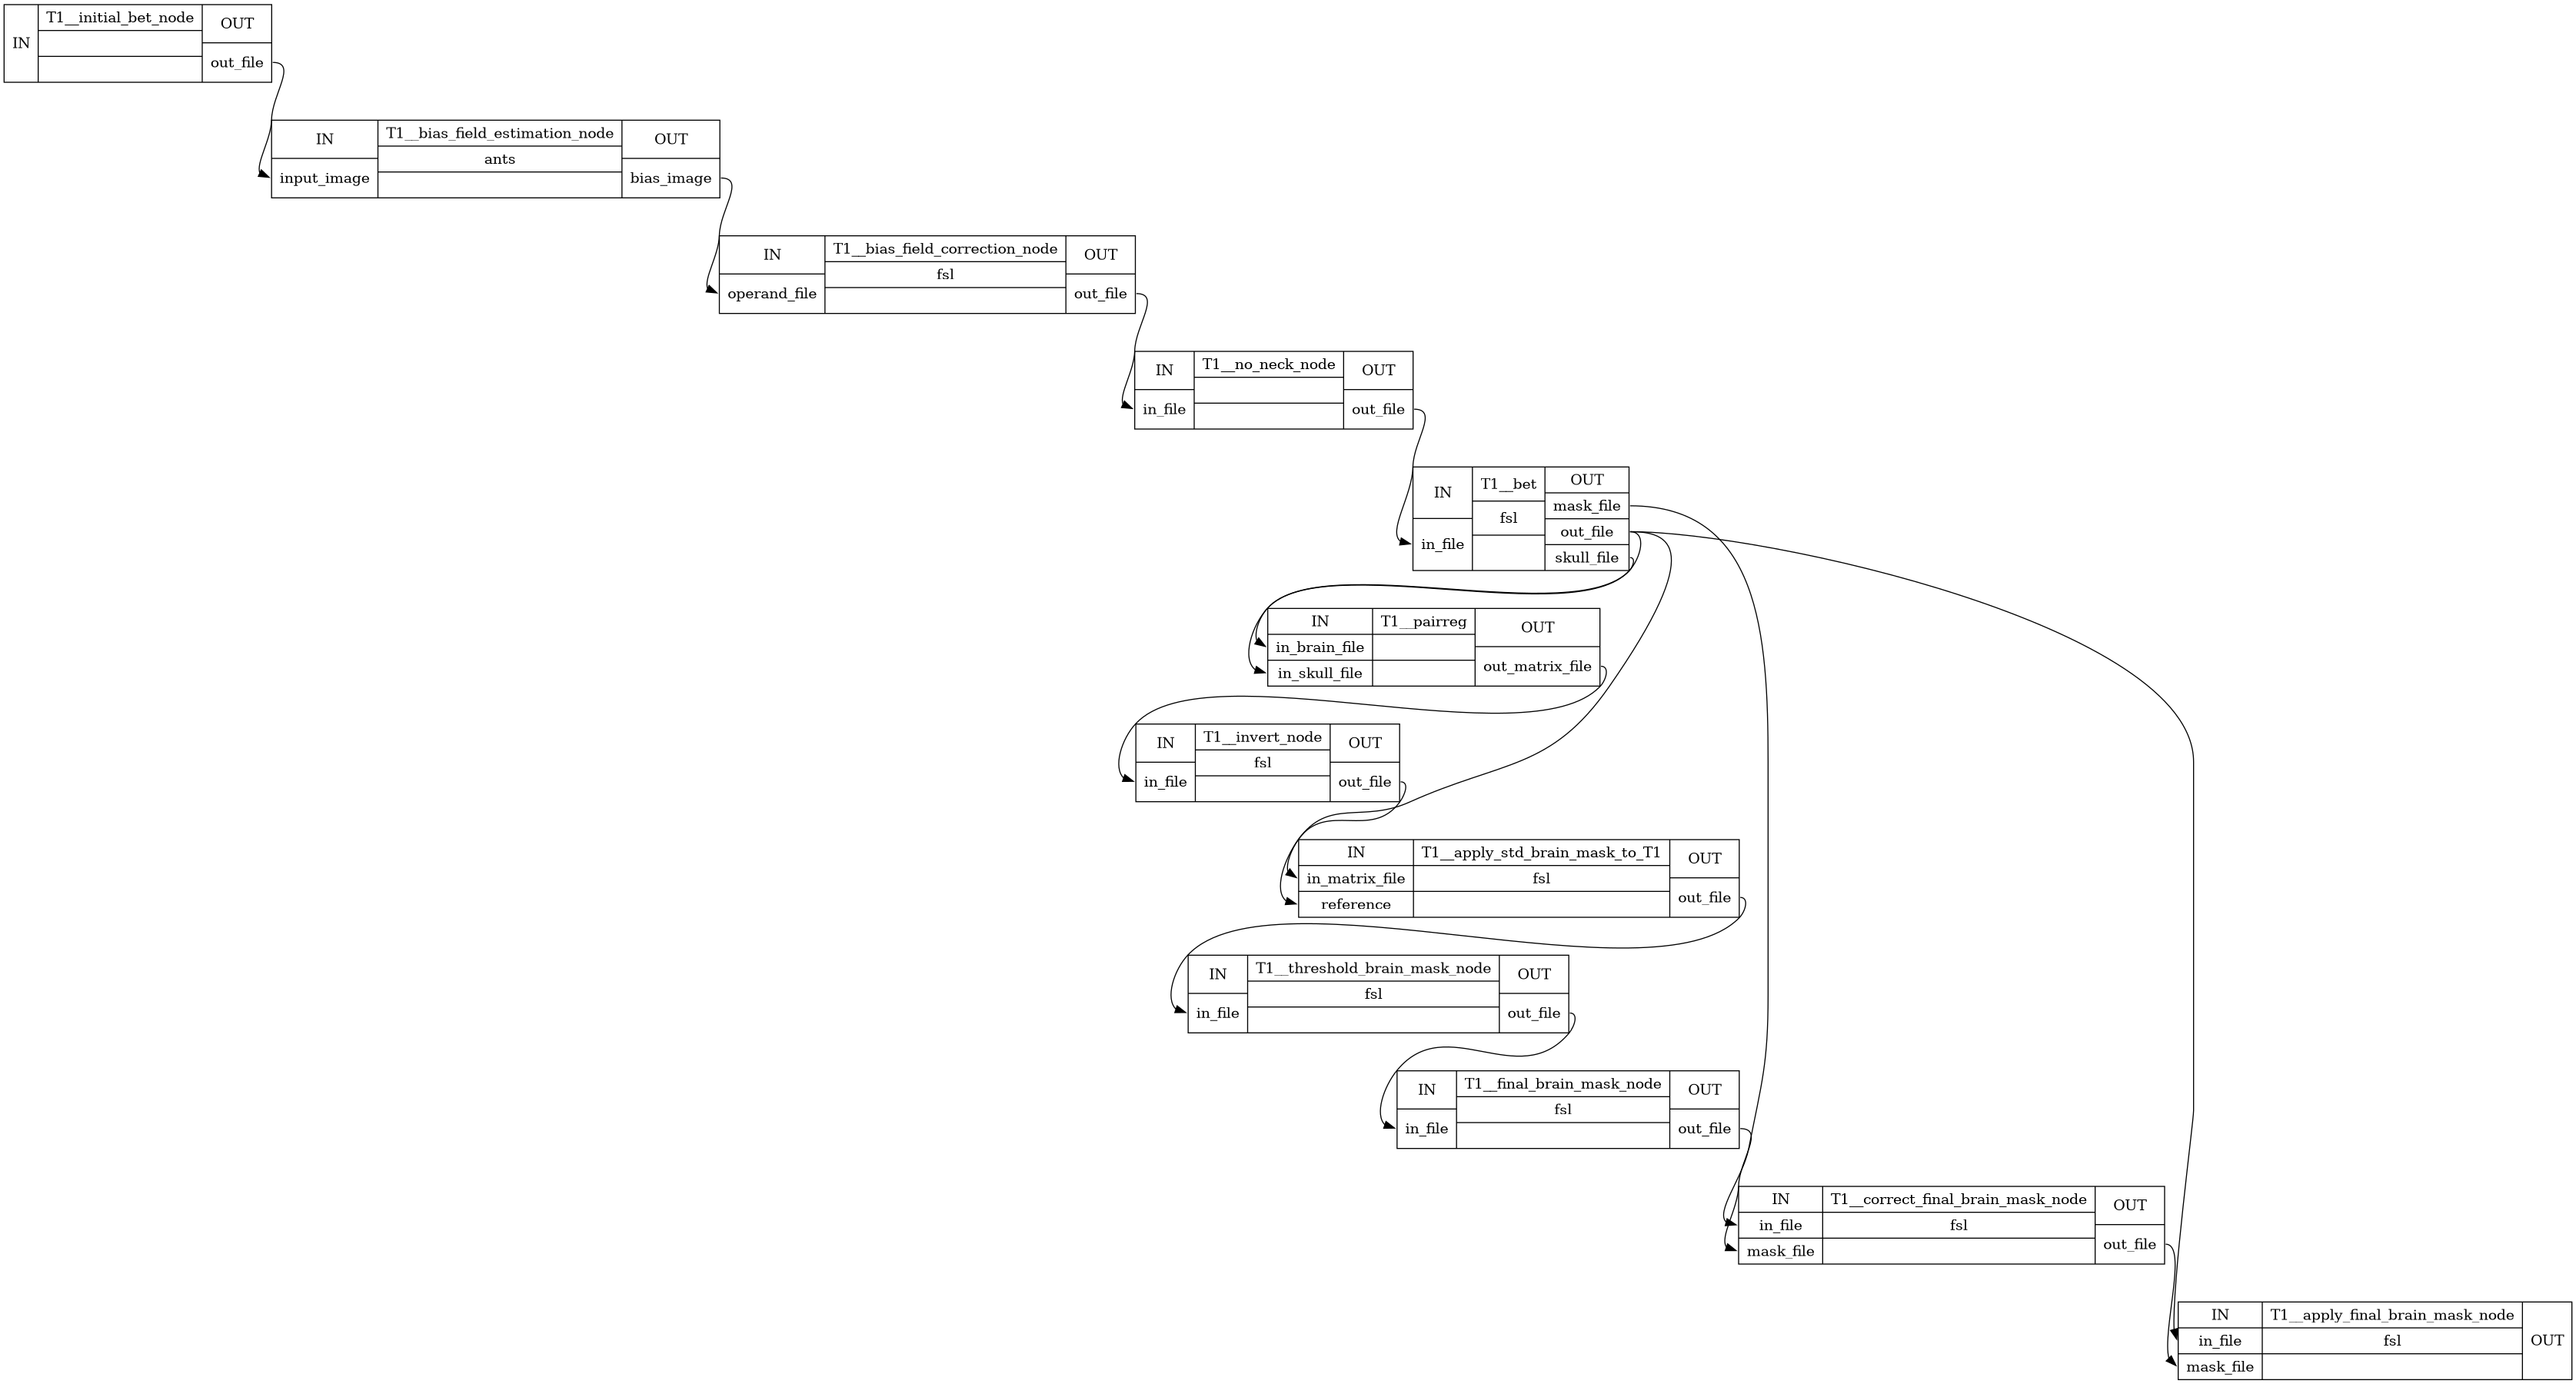 IN
T1__initial_bet_node
OUT
out_file
IN
input_image
T1__bias_field_estimation_node
ants
OUT
bias_image
IN
operand_file
T1__bias_field_correction_node
fsl
OUT
out_file
IN
in_file
T1__no_neck_node
OUT
out_file
IN
in_file
T1__bet
fsl
OUT
mask_file
out_file
skull_file
IN
in_brain_file
in_skull_file
T1__pairreg
OUT
out_matrix_file
IN
in_file
T1__invert_node
fsl
OUT
out_file
IN
in_matrix_file
reference
T1__apply_std_brain_mask_to_T1
fsl
OUT
out_file
IN
in_file
T1__threshold_brain_mask_node
fsl
OUT
out_file
IN
in_file
T1__final_brain_mask_node
fsl
OUT
out_file
IN
in_file
mask_file
T1__correct_final_brain_mask_node
fsl
OUT
out_file
IN
in_file
mask_file
T1__apply_final_brain_mask_node
fsl
OUT